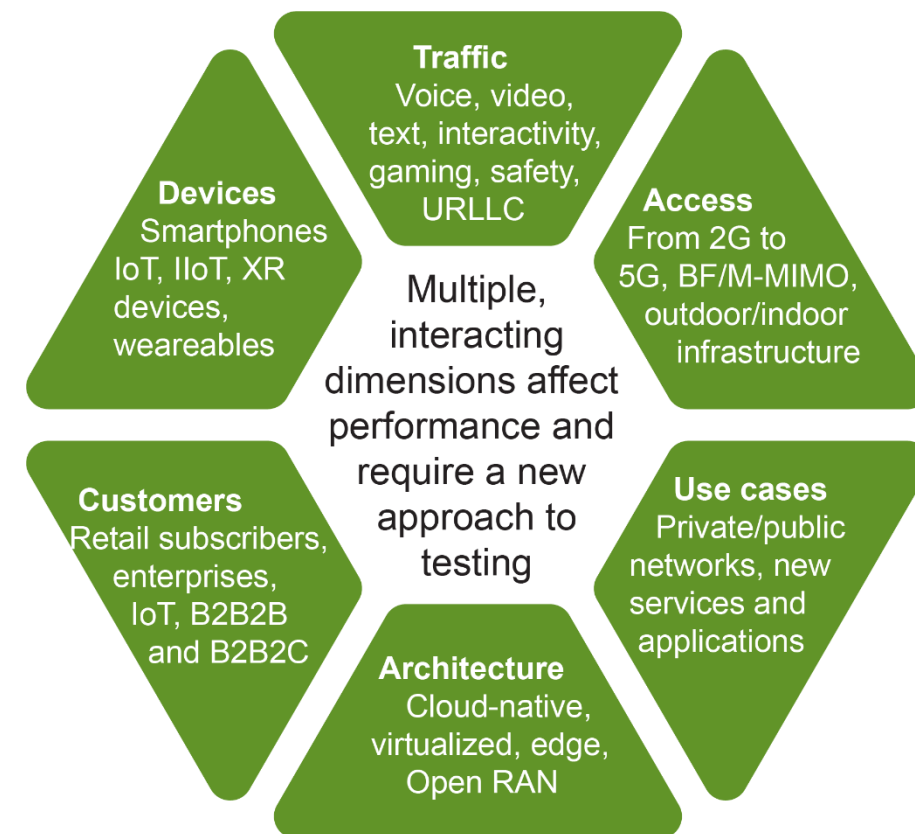 Traffic
Voice, video,
text, interactivity,
gaming, safety,
URLLC
Access
From 2G to
5G, BF/M-MIMO,
outdoor/indoor
infrastructure
Use cases
Private/public
networks, new
services and
applications
Architecture
Cloud-native,
virtualized, edge,
Open RAN
Customers
Retail subscribers,
enterprises,
IoT, B2B2B
and B2B2C
Devices
Smartphones
IoT, IIoT, XR
devices,
weareables
Multiple,
interacting
dimensions affect
performance and
require a new
approach to
testing